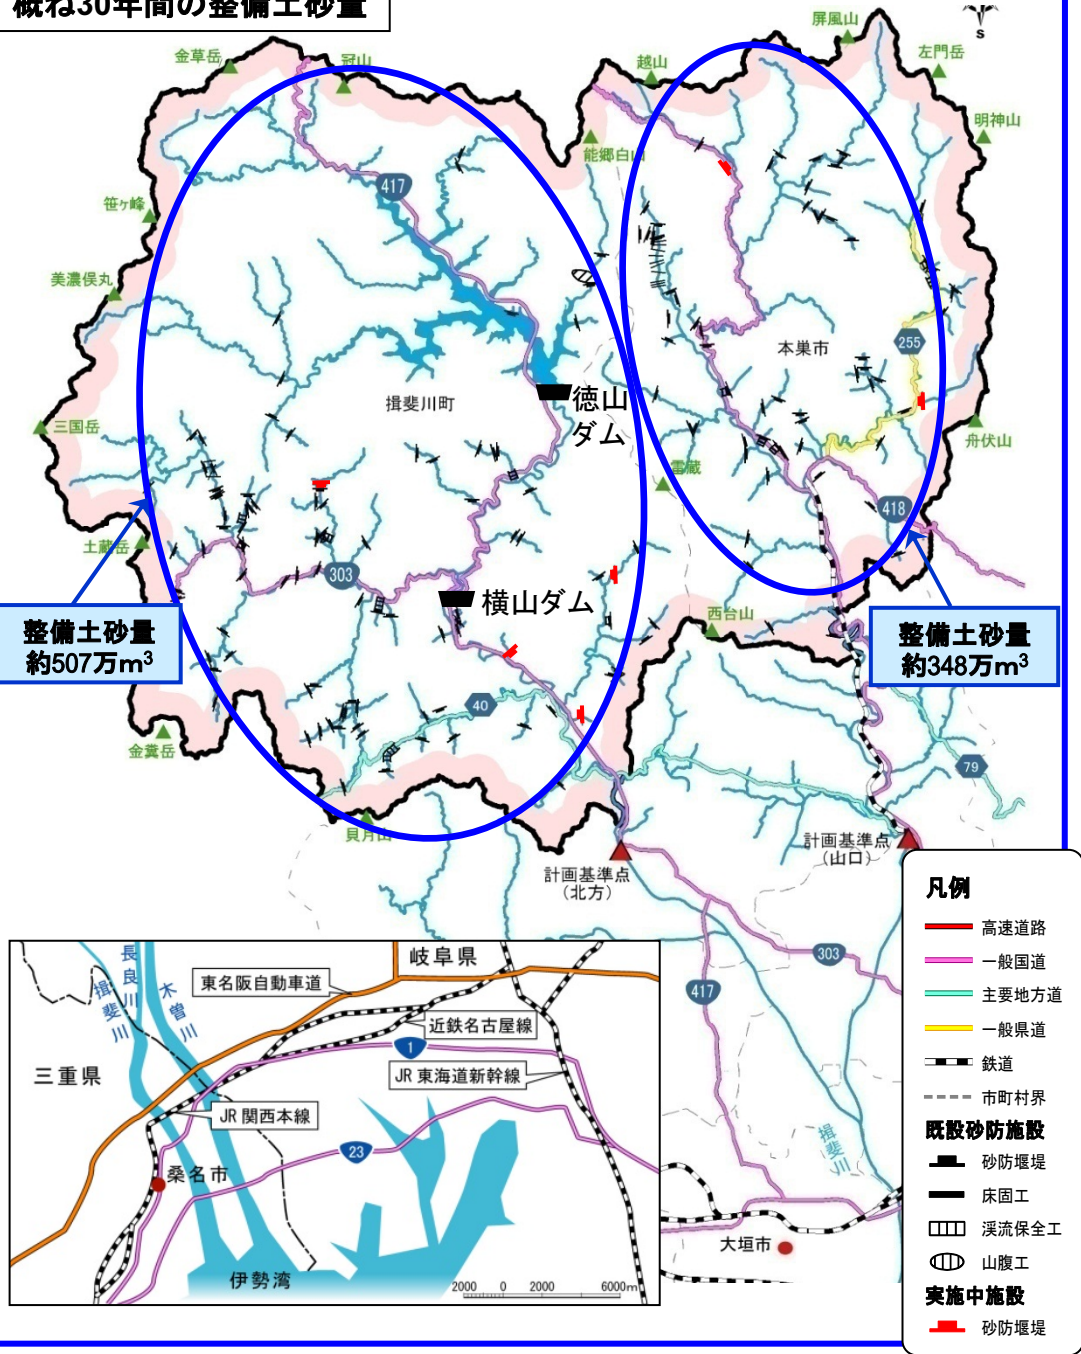 概ね30年間の整備土砂量
S
屏風山
左門岳
金草岳
冠山
越山
明神山
能郷白山
417
笹ヶ峰
美濃俣丸
255
本巣市
揖斐川町
徳山
ダム
三国岳
舟伏山
雷蔵
418
土蔵岳
303
横山ダム
西台山
整備土砂量
約507万m³
整備土砂量
約348万m³
40
金糞岳
79
貝月山
計画基準点
(山口)
計画基準点
(北方)
303
417
揖斐川
大垣市
岐阜県
長良川
揖斐川
木曽川
東名阪自動車道
近鉄名古屋線
1
三重県
JR 東海道新幹線
JR 関西本線
23
桑名市
伊勢湾
2000 0 2000 6000m
凡例
高速道路
一般国道
主要地方道
一般県道
鉄道
市町村界
既設砂防施設
砂防堰堤
床固工
渓流保全工
山腹工
実施中施設
砂防堰堤